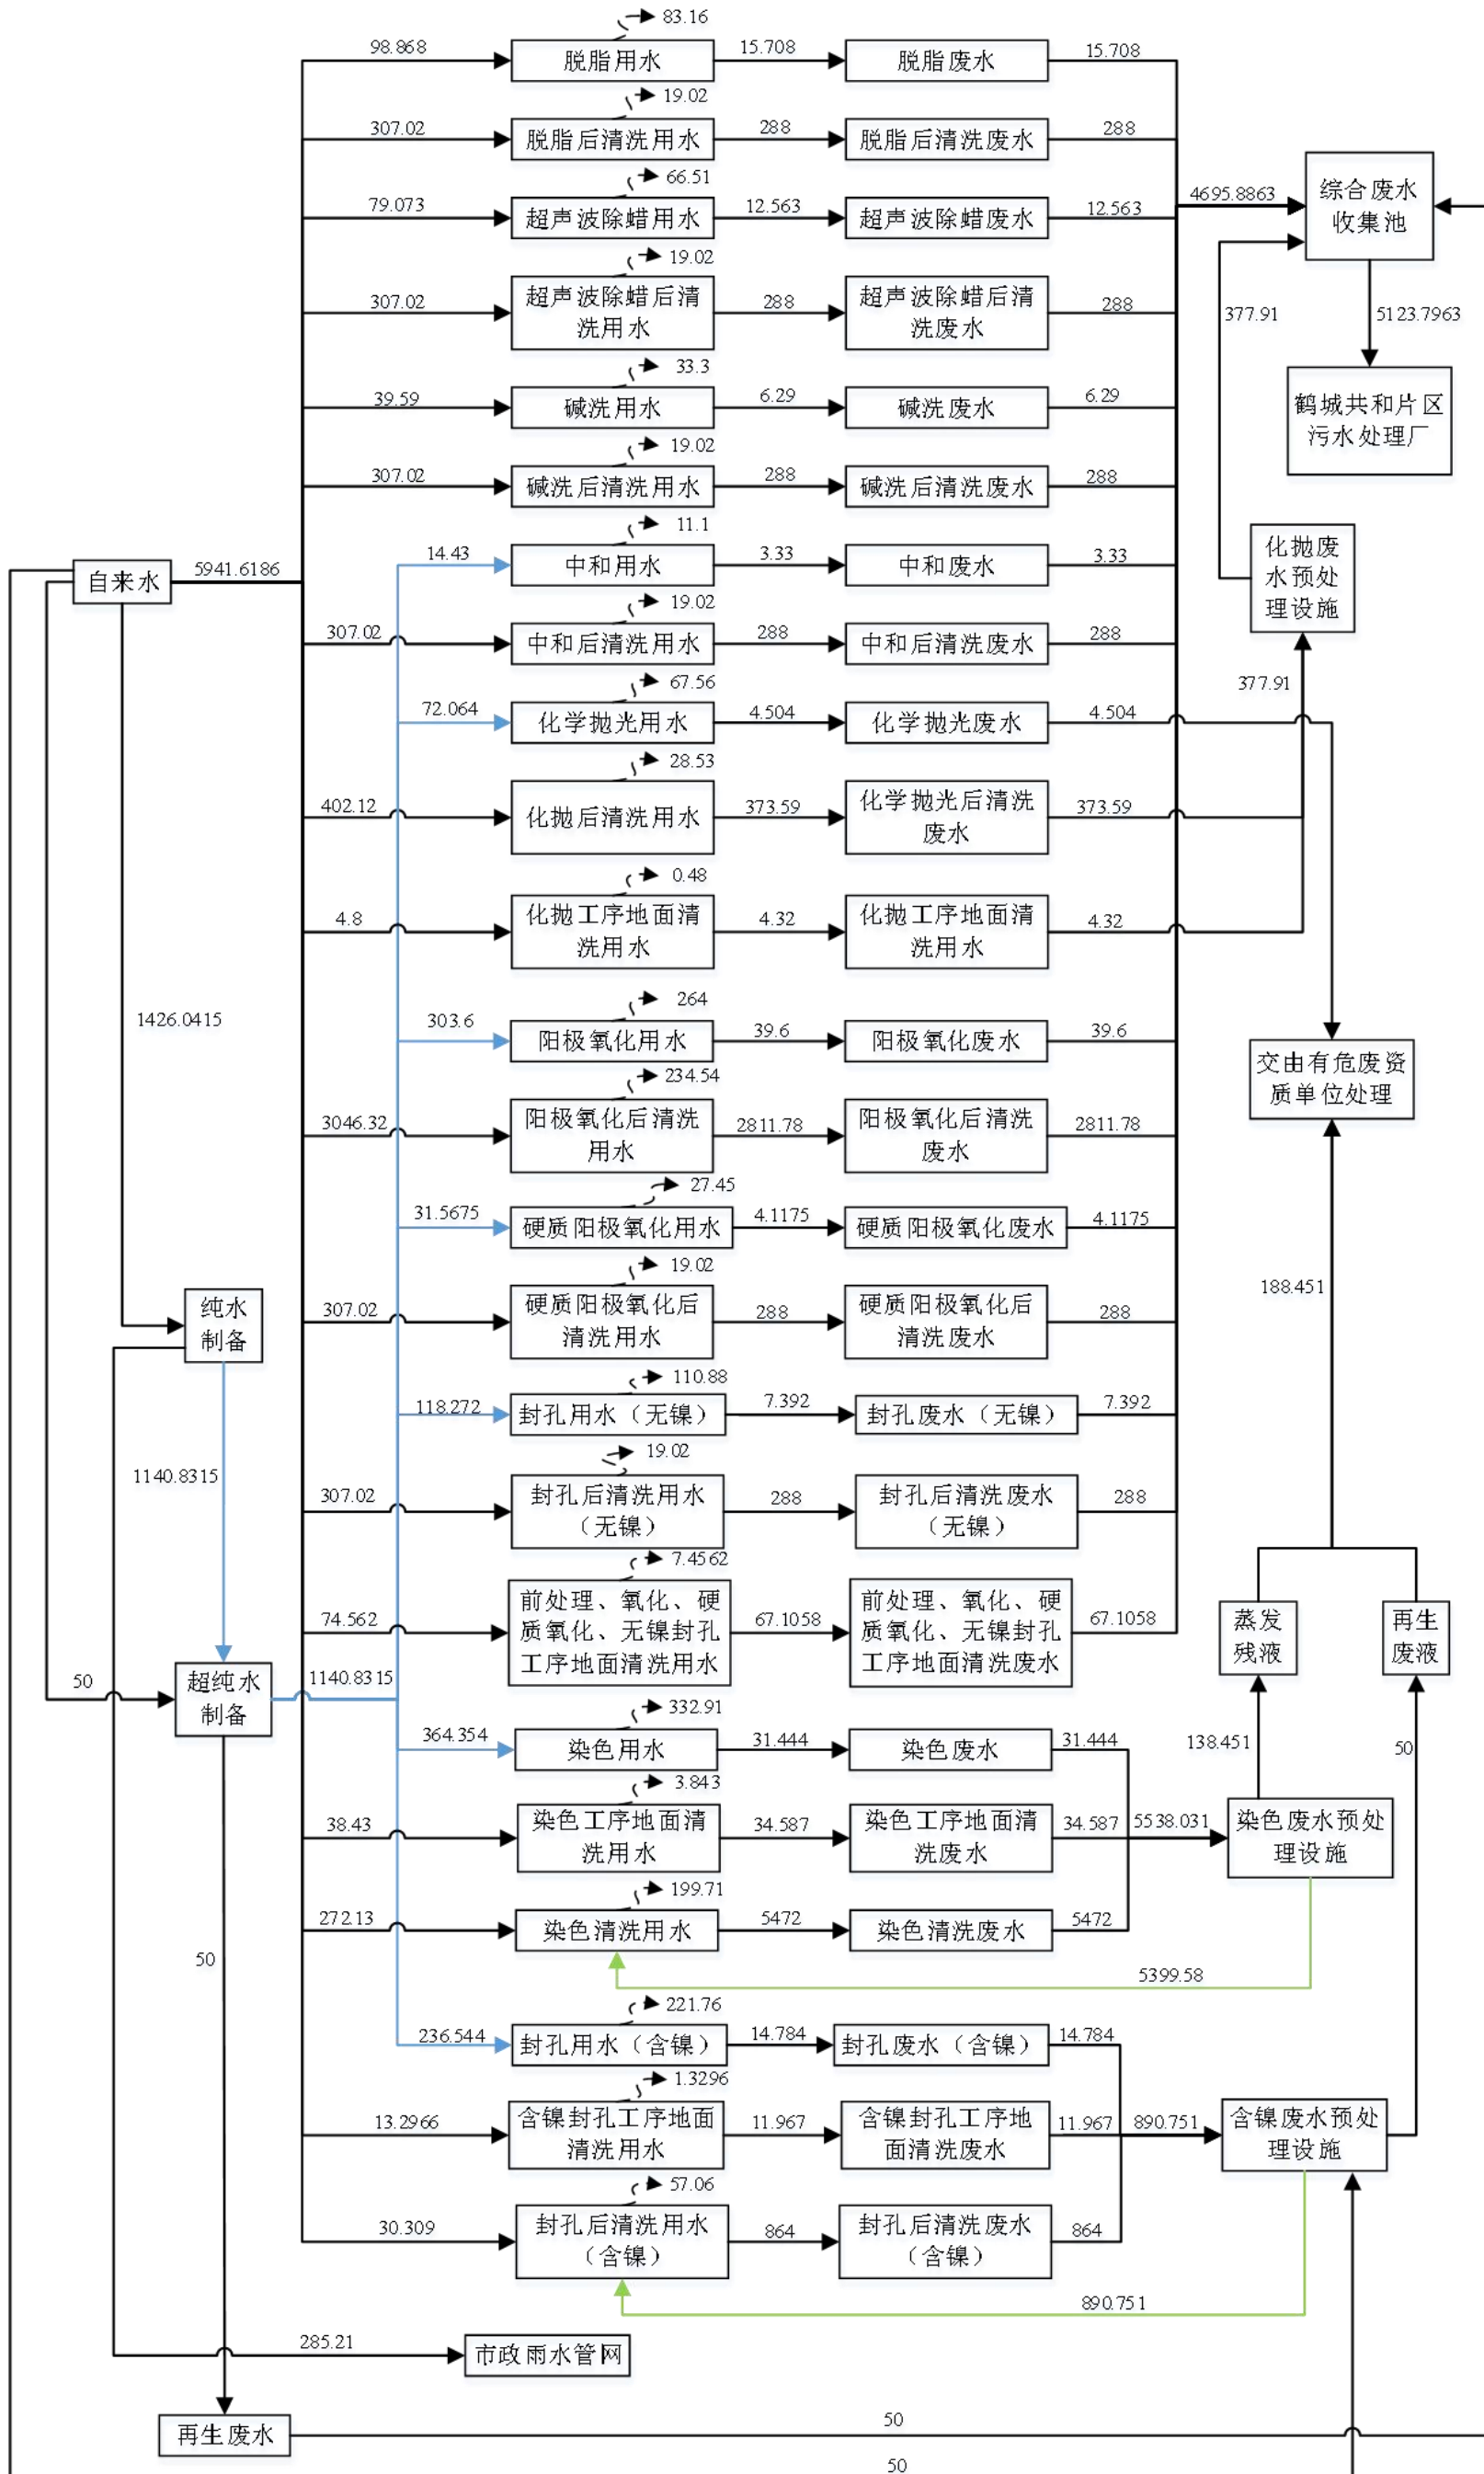 83.16
98.868
脱脂用水
15.708
脱脂废水
15.708
19.02
307.02
脱脂后清洗用水
288
脱脂后清洗废水
288
66.51
79.073
超声波除蜡用水
12.563
超声波除蜡废水
12.563
4695.8863
综合废水
收集池
19.02
307.02
超声波除蜡后清
洗用水
288
超声波除蜡后清
洗废水
288
377.91
5123.7963
33.3
39.59
碱洗用水
6.29
碱洗废水
6.29
鹤城共和片区
污水处理厂
19.02
307.02
碱洗后清洗用水
288
碱洗后清洗废水
288
11.1
14.43
中和用水
3.33
中和废水
3.33
化抛废
水预处
理设施
自来水
5941.6186
19.02
307.02
中和后清洗用水
288
中和后清洗废水
288
377.91
67.56
72.064
化学抛光用水
4.504
化学抛光废水
4.504
28.53
402.12
化抛后清洗用水
373.59
化学抛光后清洗
废水
373.59
0.48
4.8
化抛工序地面清
洗用水
4.32
化抛工序地面清
洗用水
4.32
1426.0415
264
303.6
阳极氧化用水
39.6
阳极氧化废水
39.6
交由有危废资
质单位处理
234.54
3046.32
阳极氧化后清洗
用水
2811.78
阳极氧化后清洗
废水
2811.78
27.45
31.5675
硬质阳极氧化用水
4.1175
硬质阳极氧化废水
4.1175
188.451
19.02
纯水
制备
307.02
硬质阳极氧化后
清洗用水
288
硬质阳极氧化后
清洗废水
288
110.88
118.272
封孔用水（无镍）
7.392
封孔废水（无镍）
7.392
1140.8315
19.02
307.02
封孔后清洗用水
（无镍）
288
封孔后清洗废水
（无镍）
288
7.4562
74.562
前处理、氧化、硬
质氧化、无镍封孔
工序地面清洗用水
67.1058
前处理、氧化、硬
质氧化、无镍封孔
工序地面清洗废水
67.1058
蒸发
残液
再生
废液
50
超纯水
制备
1140.8315
332.91
364.354
染色用水
31.444
染色废水
31.444
138.451
50
3.843
38.43
染色工序地面清
洗用水
34.587
染色工序地面清
洗废水
34.587
5538.031
染色废水预处
理设施
199.71
272.13
染色清洗用水
5472
染色清洗废水
5472
50
5399.58
221.76
236.544
封孔用水（含镍）
14.784
封孔废水（含镍）
14.784
1.3296
13.2966
含镍封孔工序地面
清洗用水
11.967
含镍封孔工序地
面清洗废水
11.967
890.751
含镍废水预处
理设施
57.06
30.309
封孔后清洗用水
（含镍）
864
封孔后清洗废水
（含镍）
864
890.751
285.21
市政雨水管网
再生废水
50
50